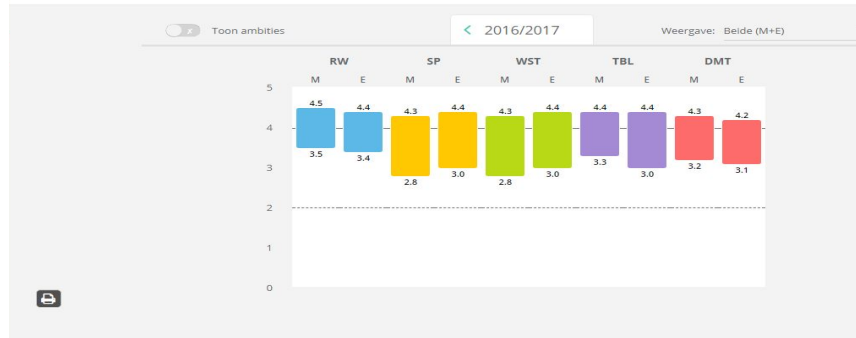 Toon ambities
2016/2017
Weergave: Beide (M+E)
RW SP WST TBL DMT
M E M E M E M E M E
5
4.5 4.4 4.3 4.4 4.3 4.4 4.4 4.4 4.3 4.2
4
3.5 3.4 2.8 3.0 2.8 3.0 3.3 3.0 3.2 3.1
3
2
1
0